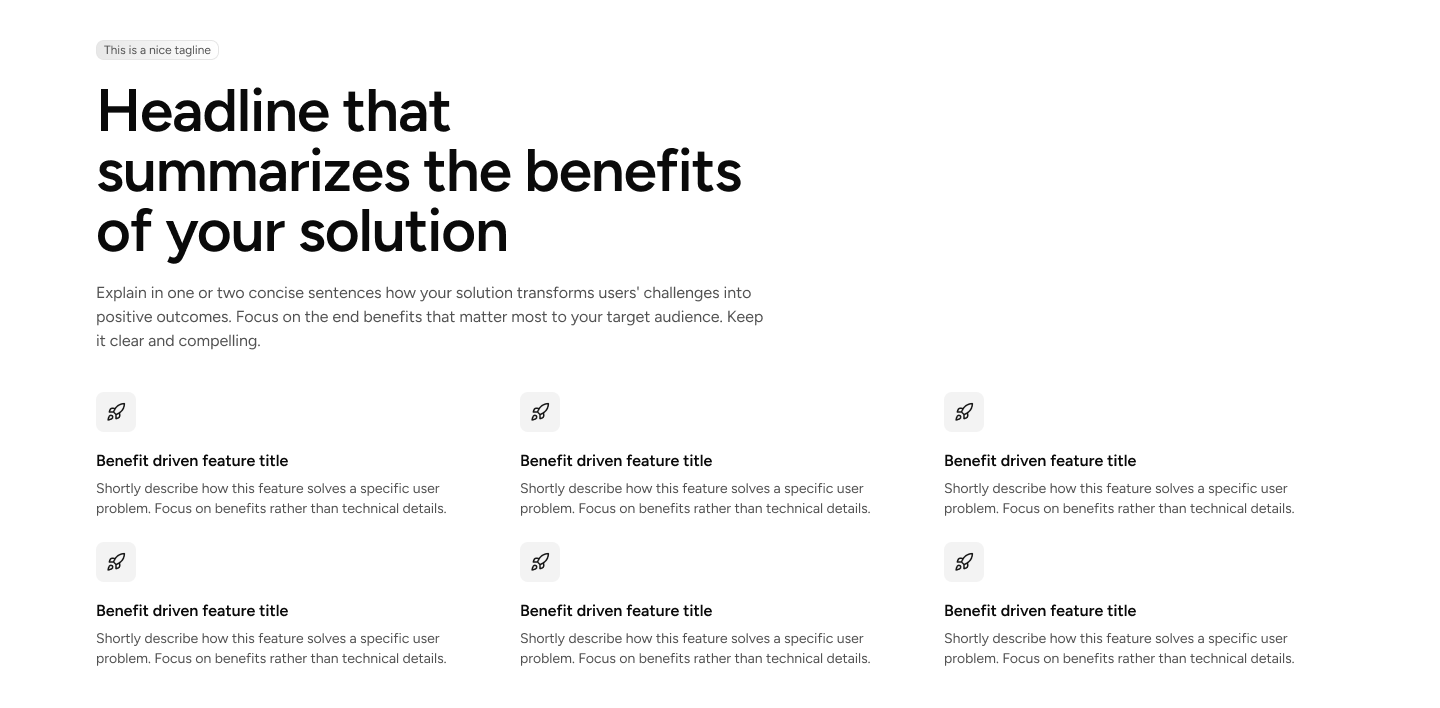 This is a nice tagline
Headline that
summarizes the benefits
of your solution
Explain in one or two concise sentences how your solution transforms users' challenges into
positive outcomes. Focus on the end benefits that matter most to your target audience. Keep
it clear and compelling.
Benefit driven feature title
Shortly describe how this feature solves a specific user
problem. Focus on benefits rather than technical details.
Benefit driven feature title
Shortly describe how this feature solves a specific user
problem. Focus on benefits rather than technical details.
Benefit driven feature title
Shortly describe how this feature solves a specific user
problem. Focus on benefits rather than technical details.
Benefit driven feature title
Shortly describe how this feature solves a specific user
problem. Focus on benefits rather than technical details.
Benefit driven feature title
Shortly describe how this feature solves a specific user
problem. Focus on benefits rather than technical details.
Benefit driven feature title
Shortly describe how this feature solves a specific user
problem. Focus on benefits rather than technical details.